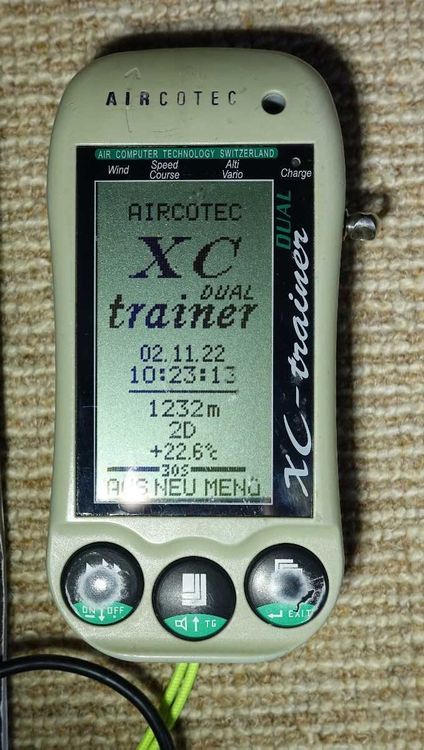 AIRCOTEC
AIR COMPUTER TECHNOLOGY SWITZERLAND
Wind Speed Course Alti Vario Charge
AIRCOTEC
XC
DUAL
trainer
02.11.22
10:23:13
1232m
2D
+22.6°c
30S
AUS NEU MENÜ
XC-trainer DUAL
ON OFF
TG
EXIT